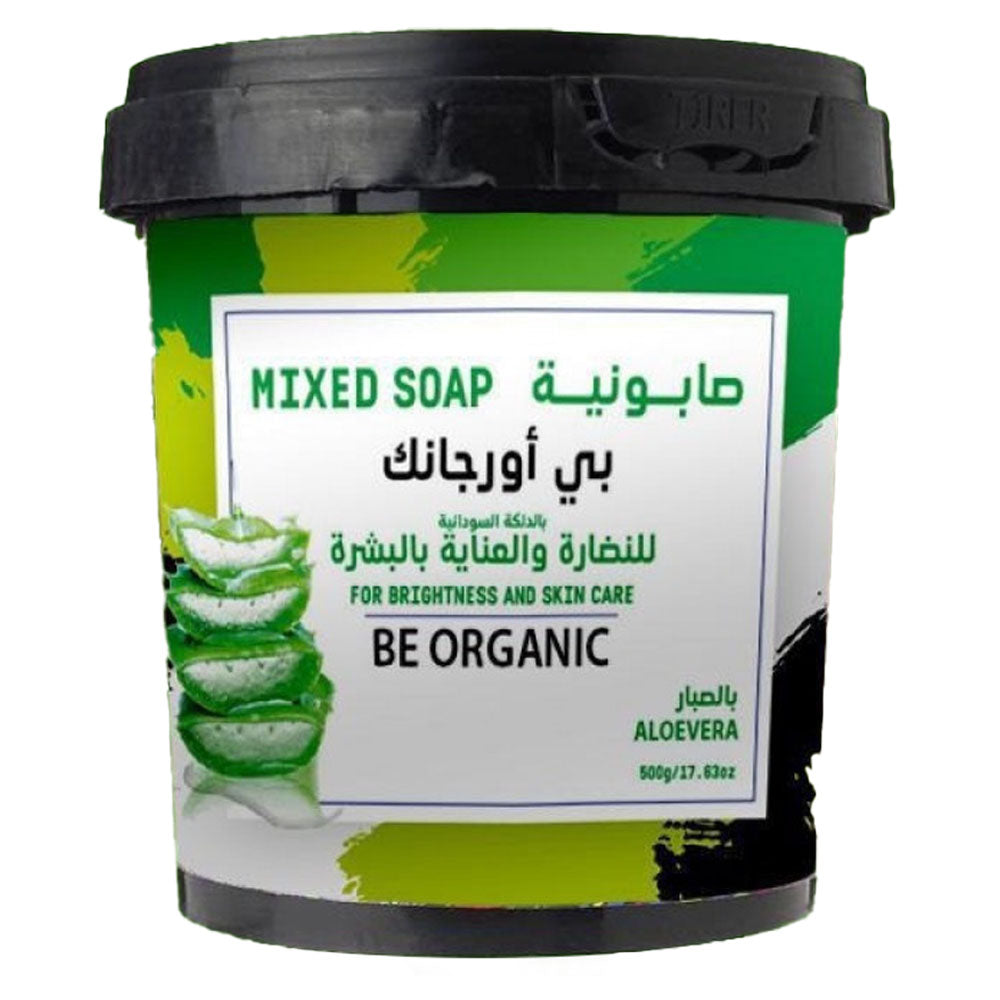 TIRER
MIXED SOAP صابونية
بي أورجانك
بالدلكة السودانية
للنضارة والعناية بالبشرة
FOR BRIGHTNESS AND SKIN CARE
BE ORGANIC
بالصبار
ALOEVERA
500g/17.63oz